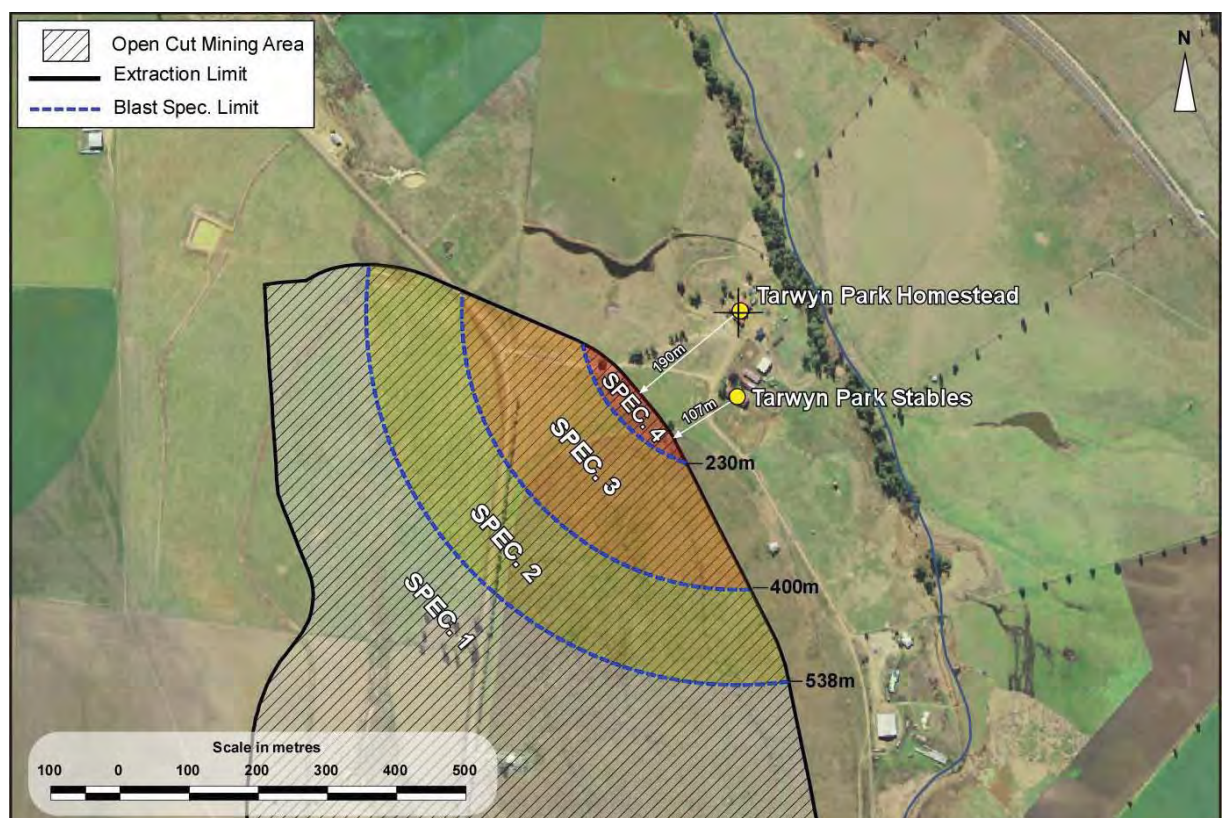 Open Cut Mining Area
Extraction Limit
Blast Spec. Limit
N
Tarwyn Park Homestead
190m
Tarwyn Park Stables
107m
SPEC. 4
230m
SPEC. 3
SPEC. 2
400m
SPEC. 1
538m
Scale in metres
100 0 100 200 300 400 500